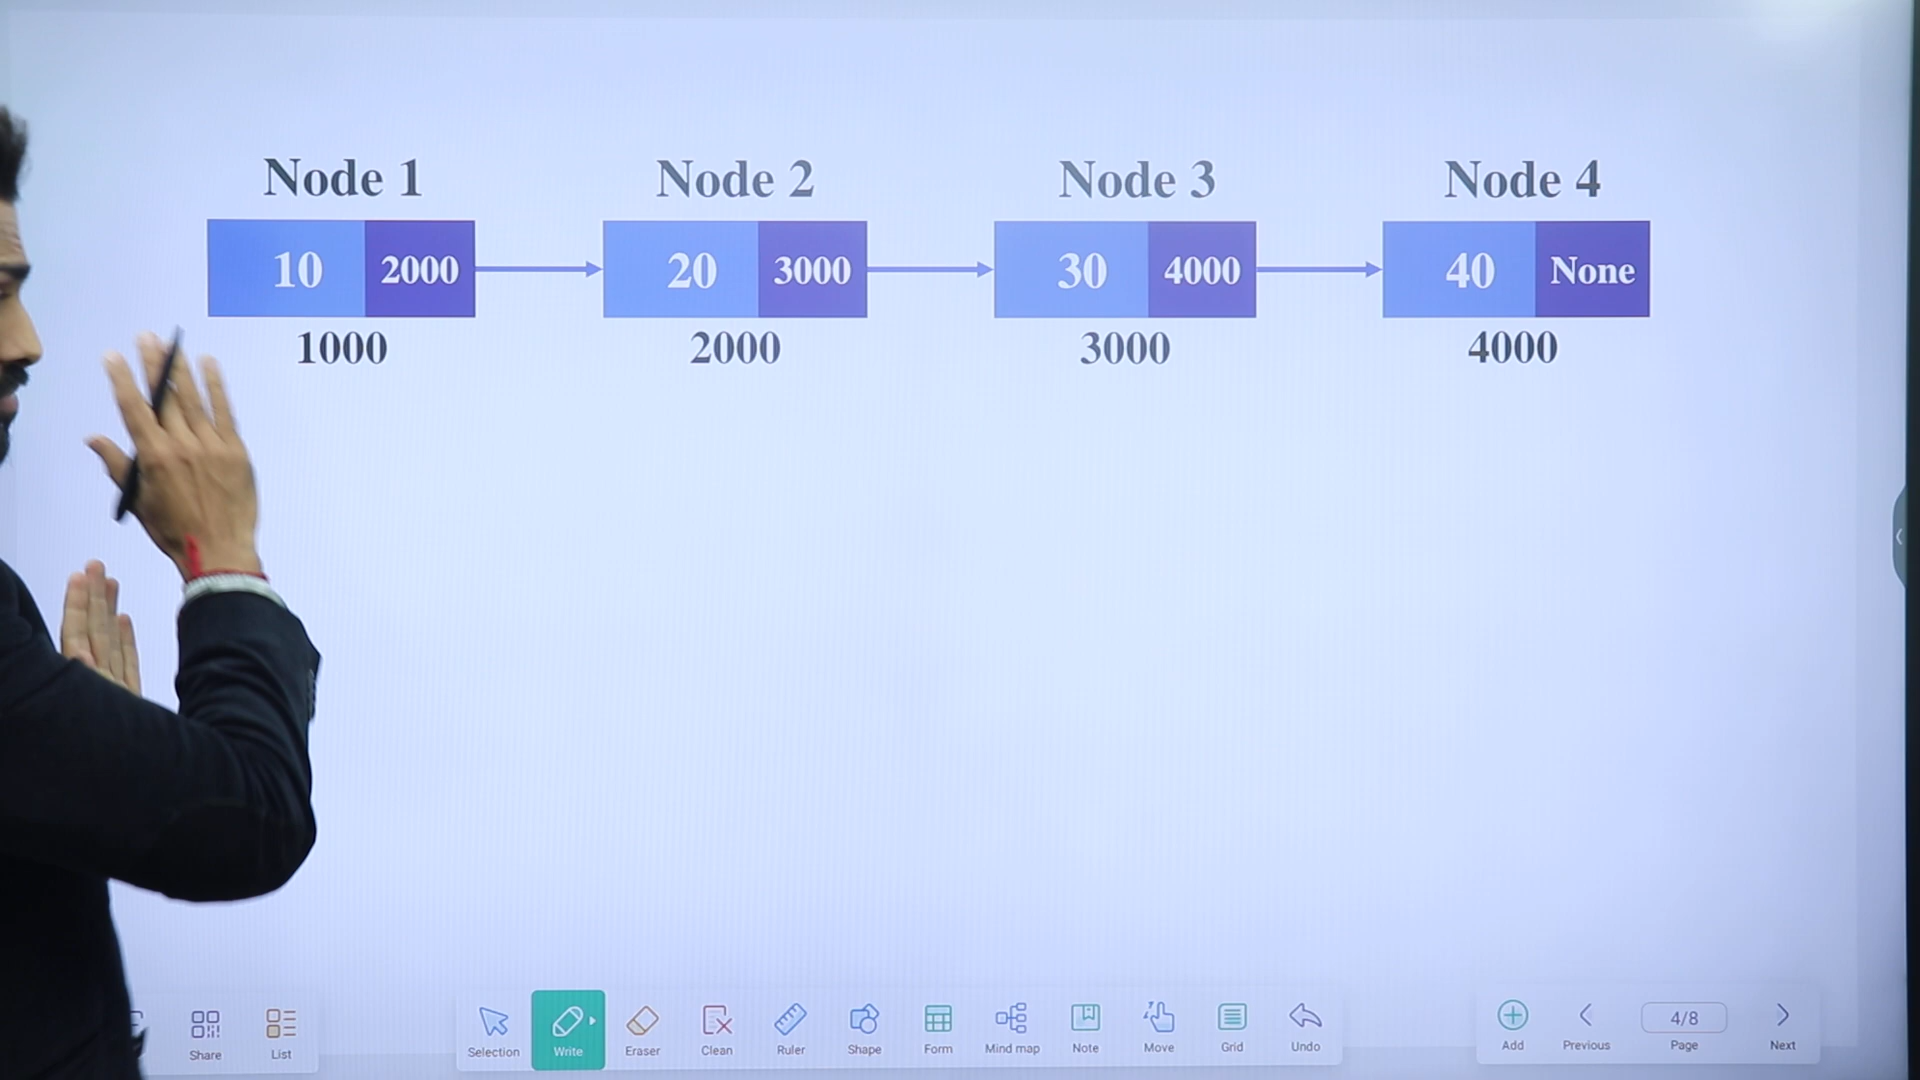 Node 1 Node 2 Node 3 Node 4
10 2000 20 3000 30 4000 40 None
1000 2000 3000 4000
Share List Selection Write Eraser Clean Ruler Shape Form Mind map Note Move Grid Undo Add Previous 4/8 Page Next